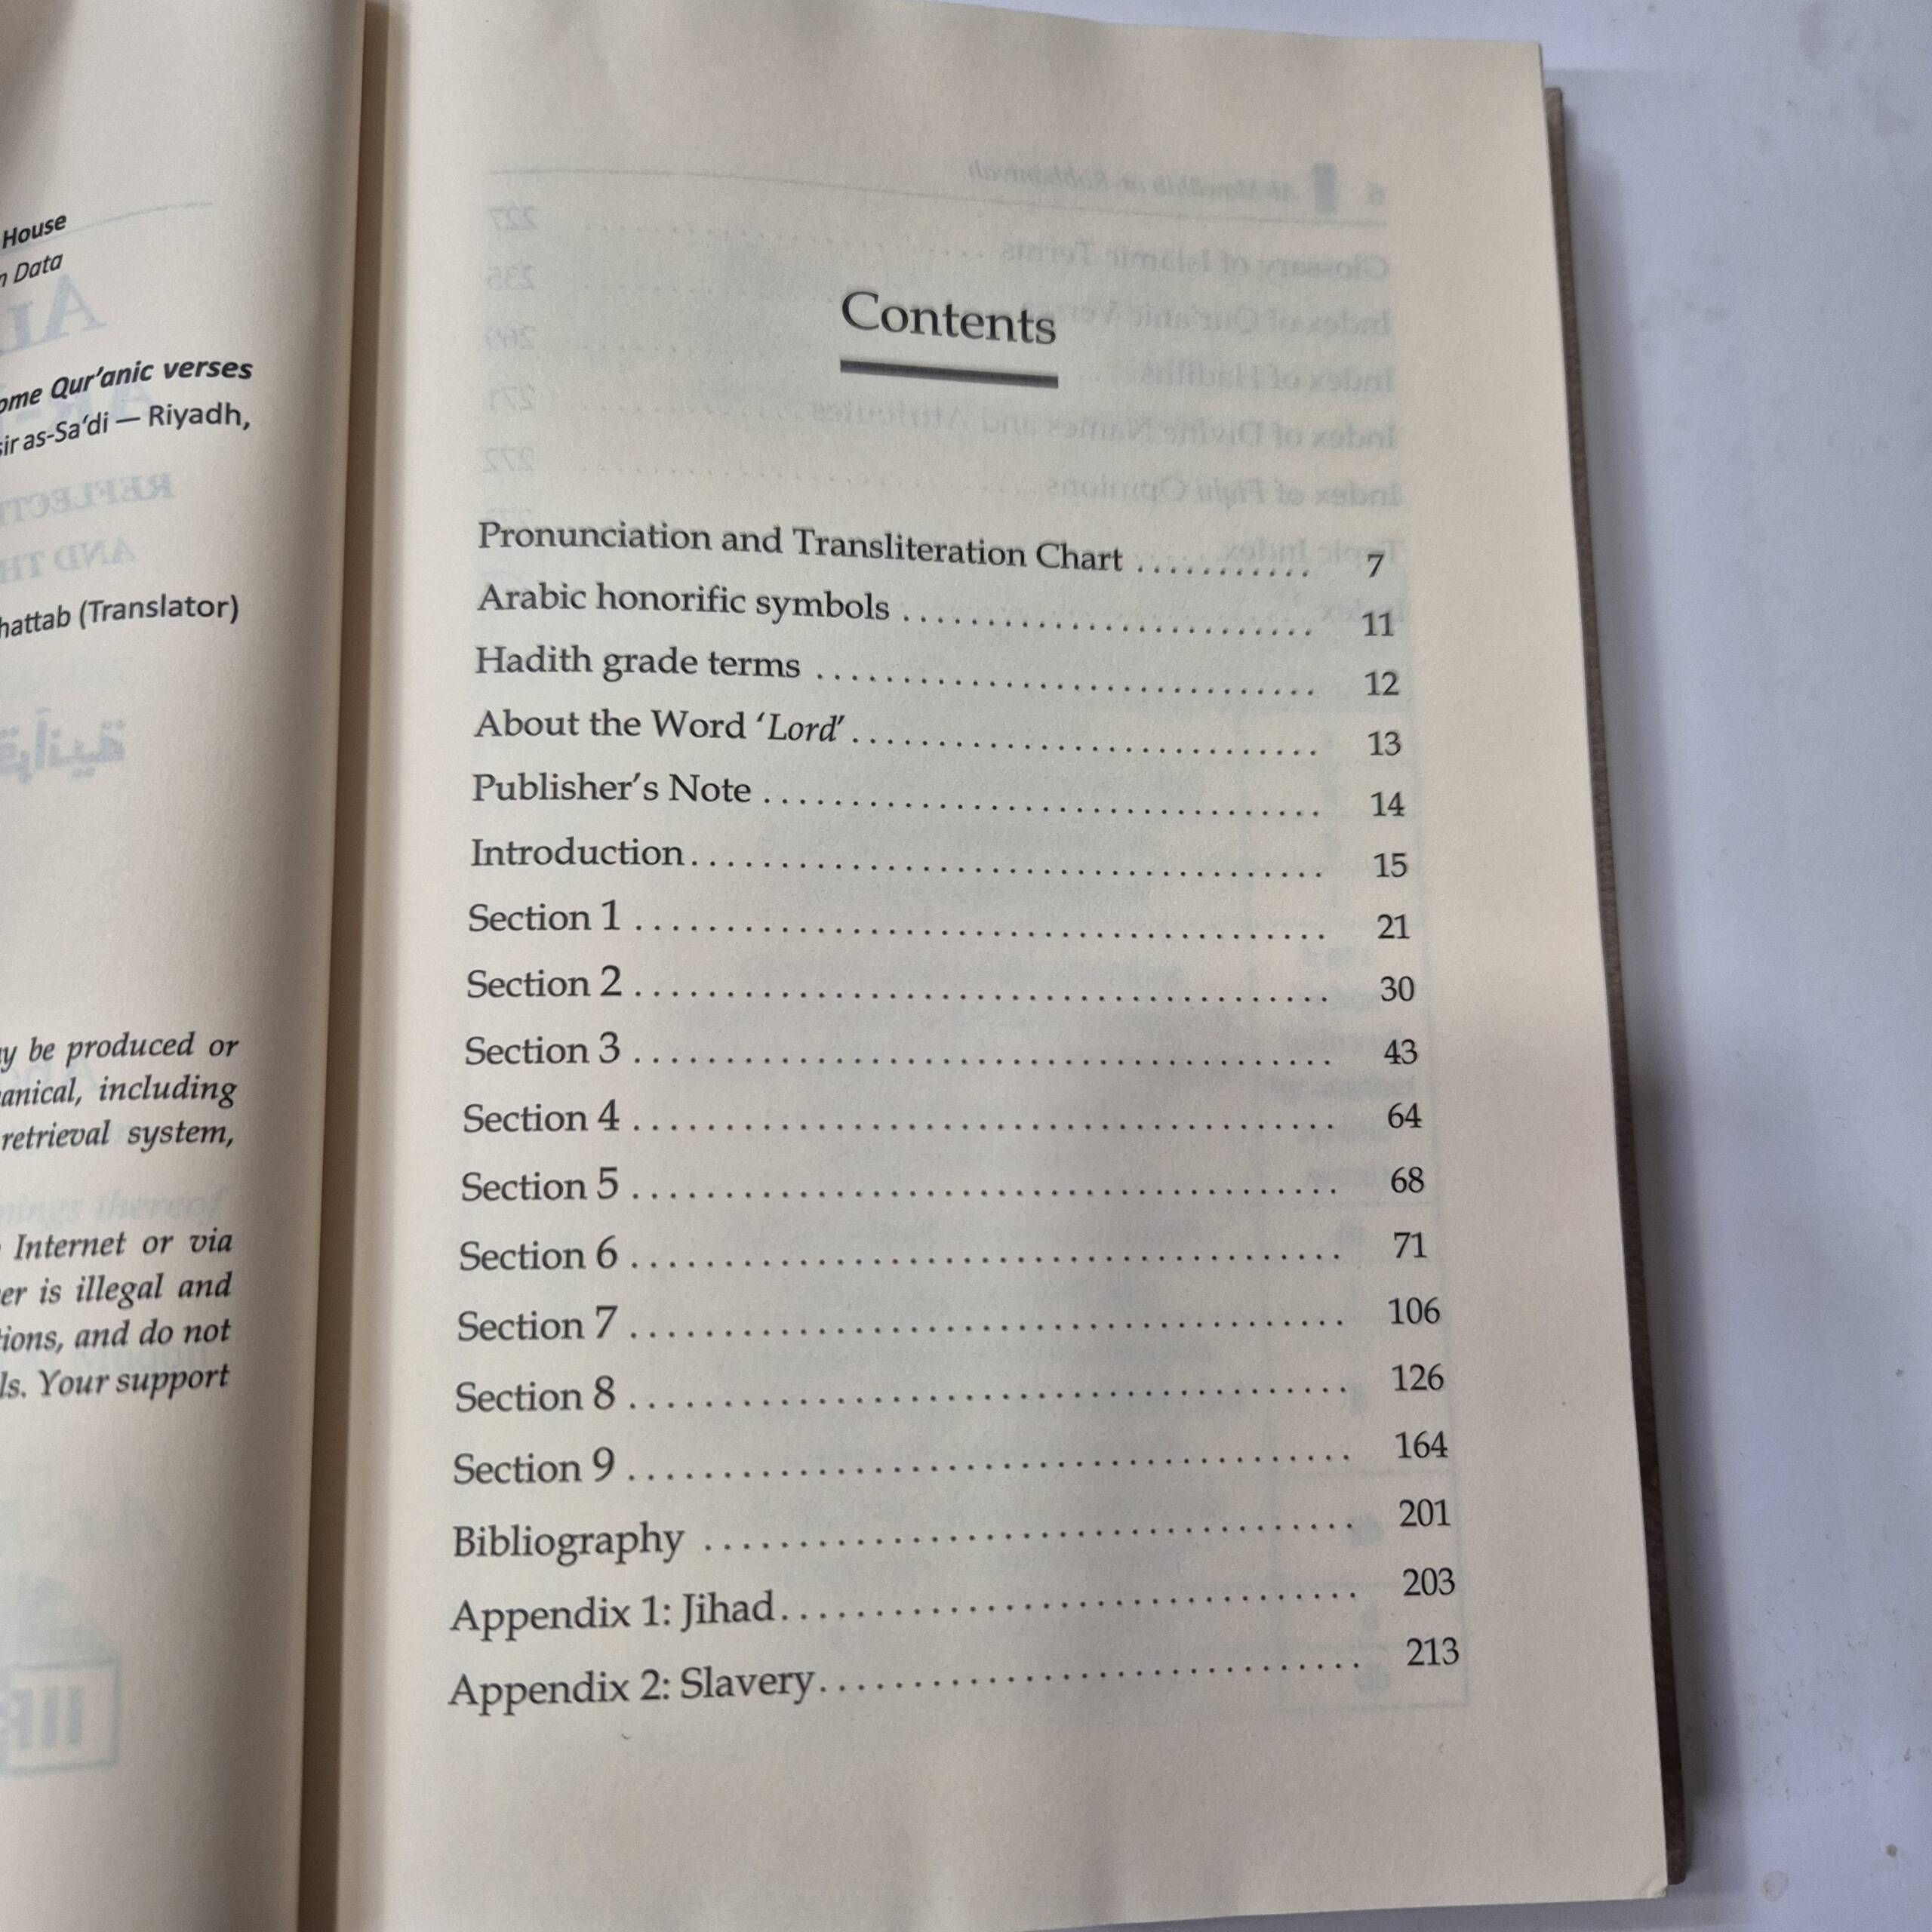 House
n Data
ome Qur'anic verses
sir as-Sa'di — Riyadh,
hattab (Translator)
y be produced or
anical, including
retrieval system,
Internet or via
er is illegal and
tions, and do not
ls. Your support
Contents
Pronunciation and Transliteration Chart ........... 7
Arabic honorific symbols ........................ 11
Hadith grade terms ............................. 12
About the Word 'Lord' ........................... 13
Publisher's Note ................................ 14
Introduction .................................... 15
Section 1 ....................................... 21
Section 2 ....................................... 30
Section 3 ....................................... 43
Section 4 ....................................... 64
Section 5 ....................................... 68
Section 6 ....................................... 71
Section 7 ....................................... 106
Section 8 ....................................... 126
Section 9 ....................................... 164
Bibliography .................................... 201
Appendix 1: Jihad ................................ 203
Appendix 2: Slavery .............................. 213